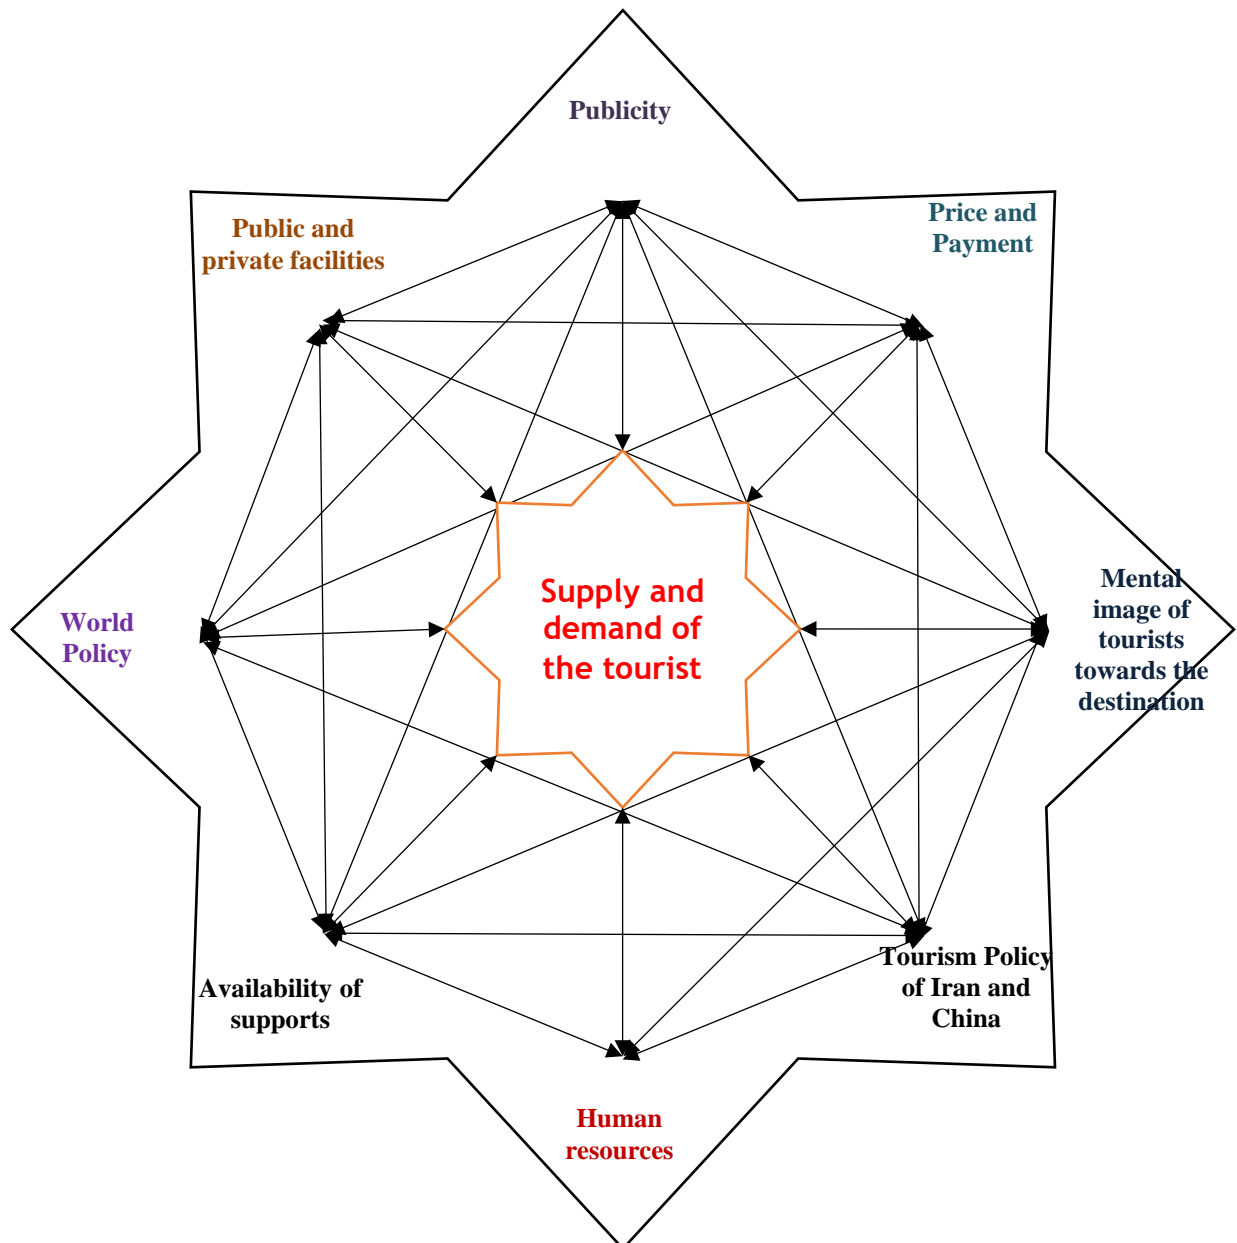 Publicity
Public and
private facilities
Price and
Payment
World
Policy
Supply and
demand of
the tourist
Mental
image of
tourists
towards the
destination
Availability of
supports
Tourism Policy
of Iran and
China
Human
resources